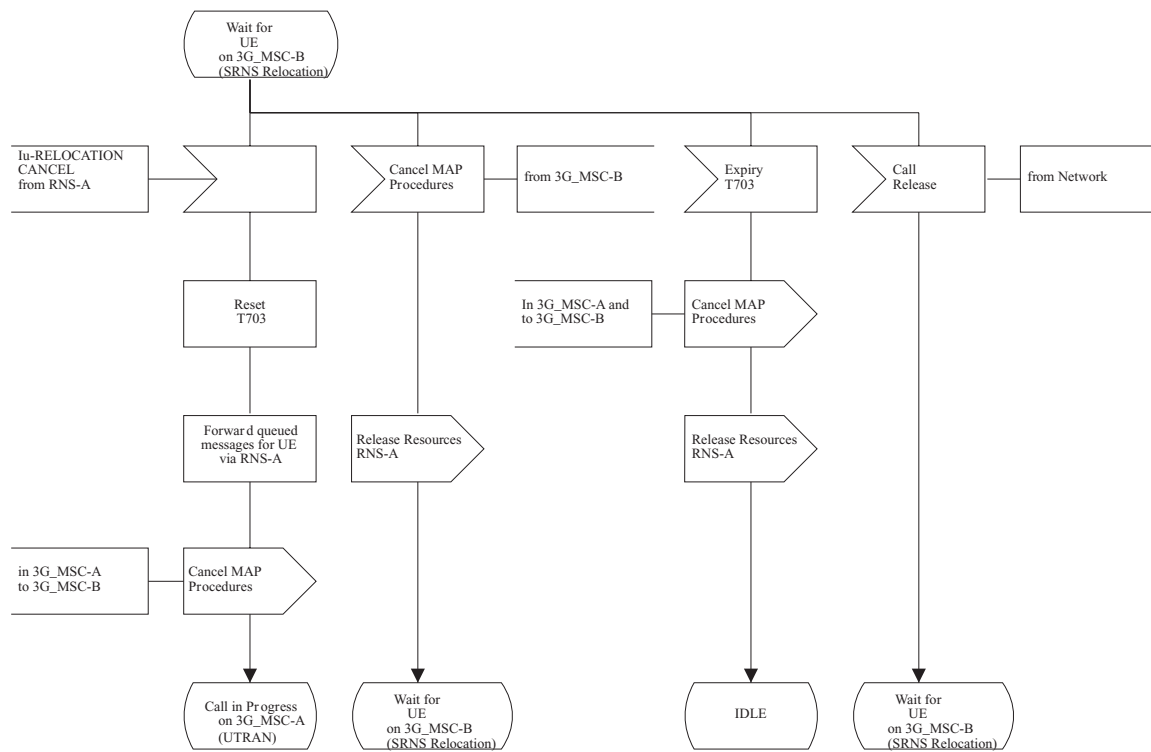 Wait for
UE
on 3G_MSC-B
(SRNS Relocation)
Iu-RELOCATION
CANCEL
from RNS-A
Cancel MAP
Procedures
from 3G_MSC-B
Expiry
T703
Call
Release
from Network
Reset
T703
In 3G_MSC-A and
to 3G_MSC-B
Cancel MAP
Procedures
Forward queued
messages for UE
via RNS-A
Release Resources
RNS-A
Release Resources
RNS-A
in 3G_MSC-A
to 3G_MSC-B
Cancel MAP
Procedures
Call in Progress
on 3G_MSC-A
(UTRAN)
Wait for
UE
on 3G_MSC-B
(SRNS Relocation)
IDLE
Wait for
UE
on 3G_MSC-B
(SRNS Relocation)